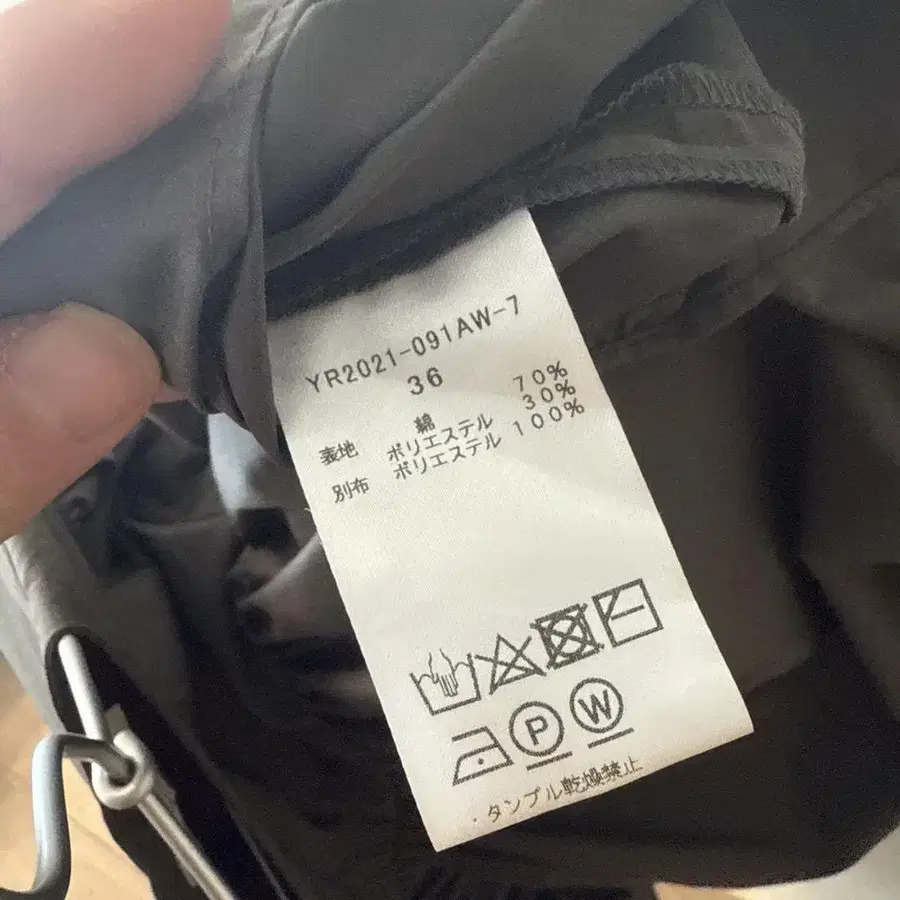 YR2021-091AW-7
36
表地 綿 70%
ポリエステル 30%
別布 ポリエステル 100%
P W
・タンブル乾燥禁止